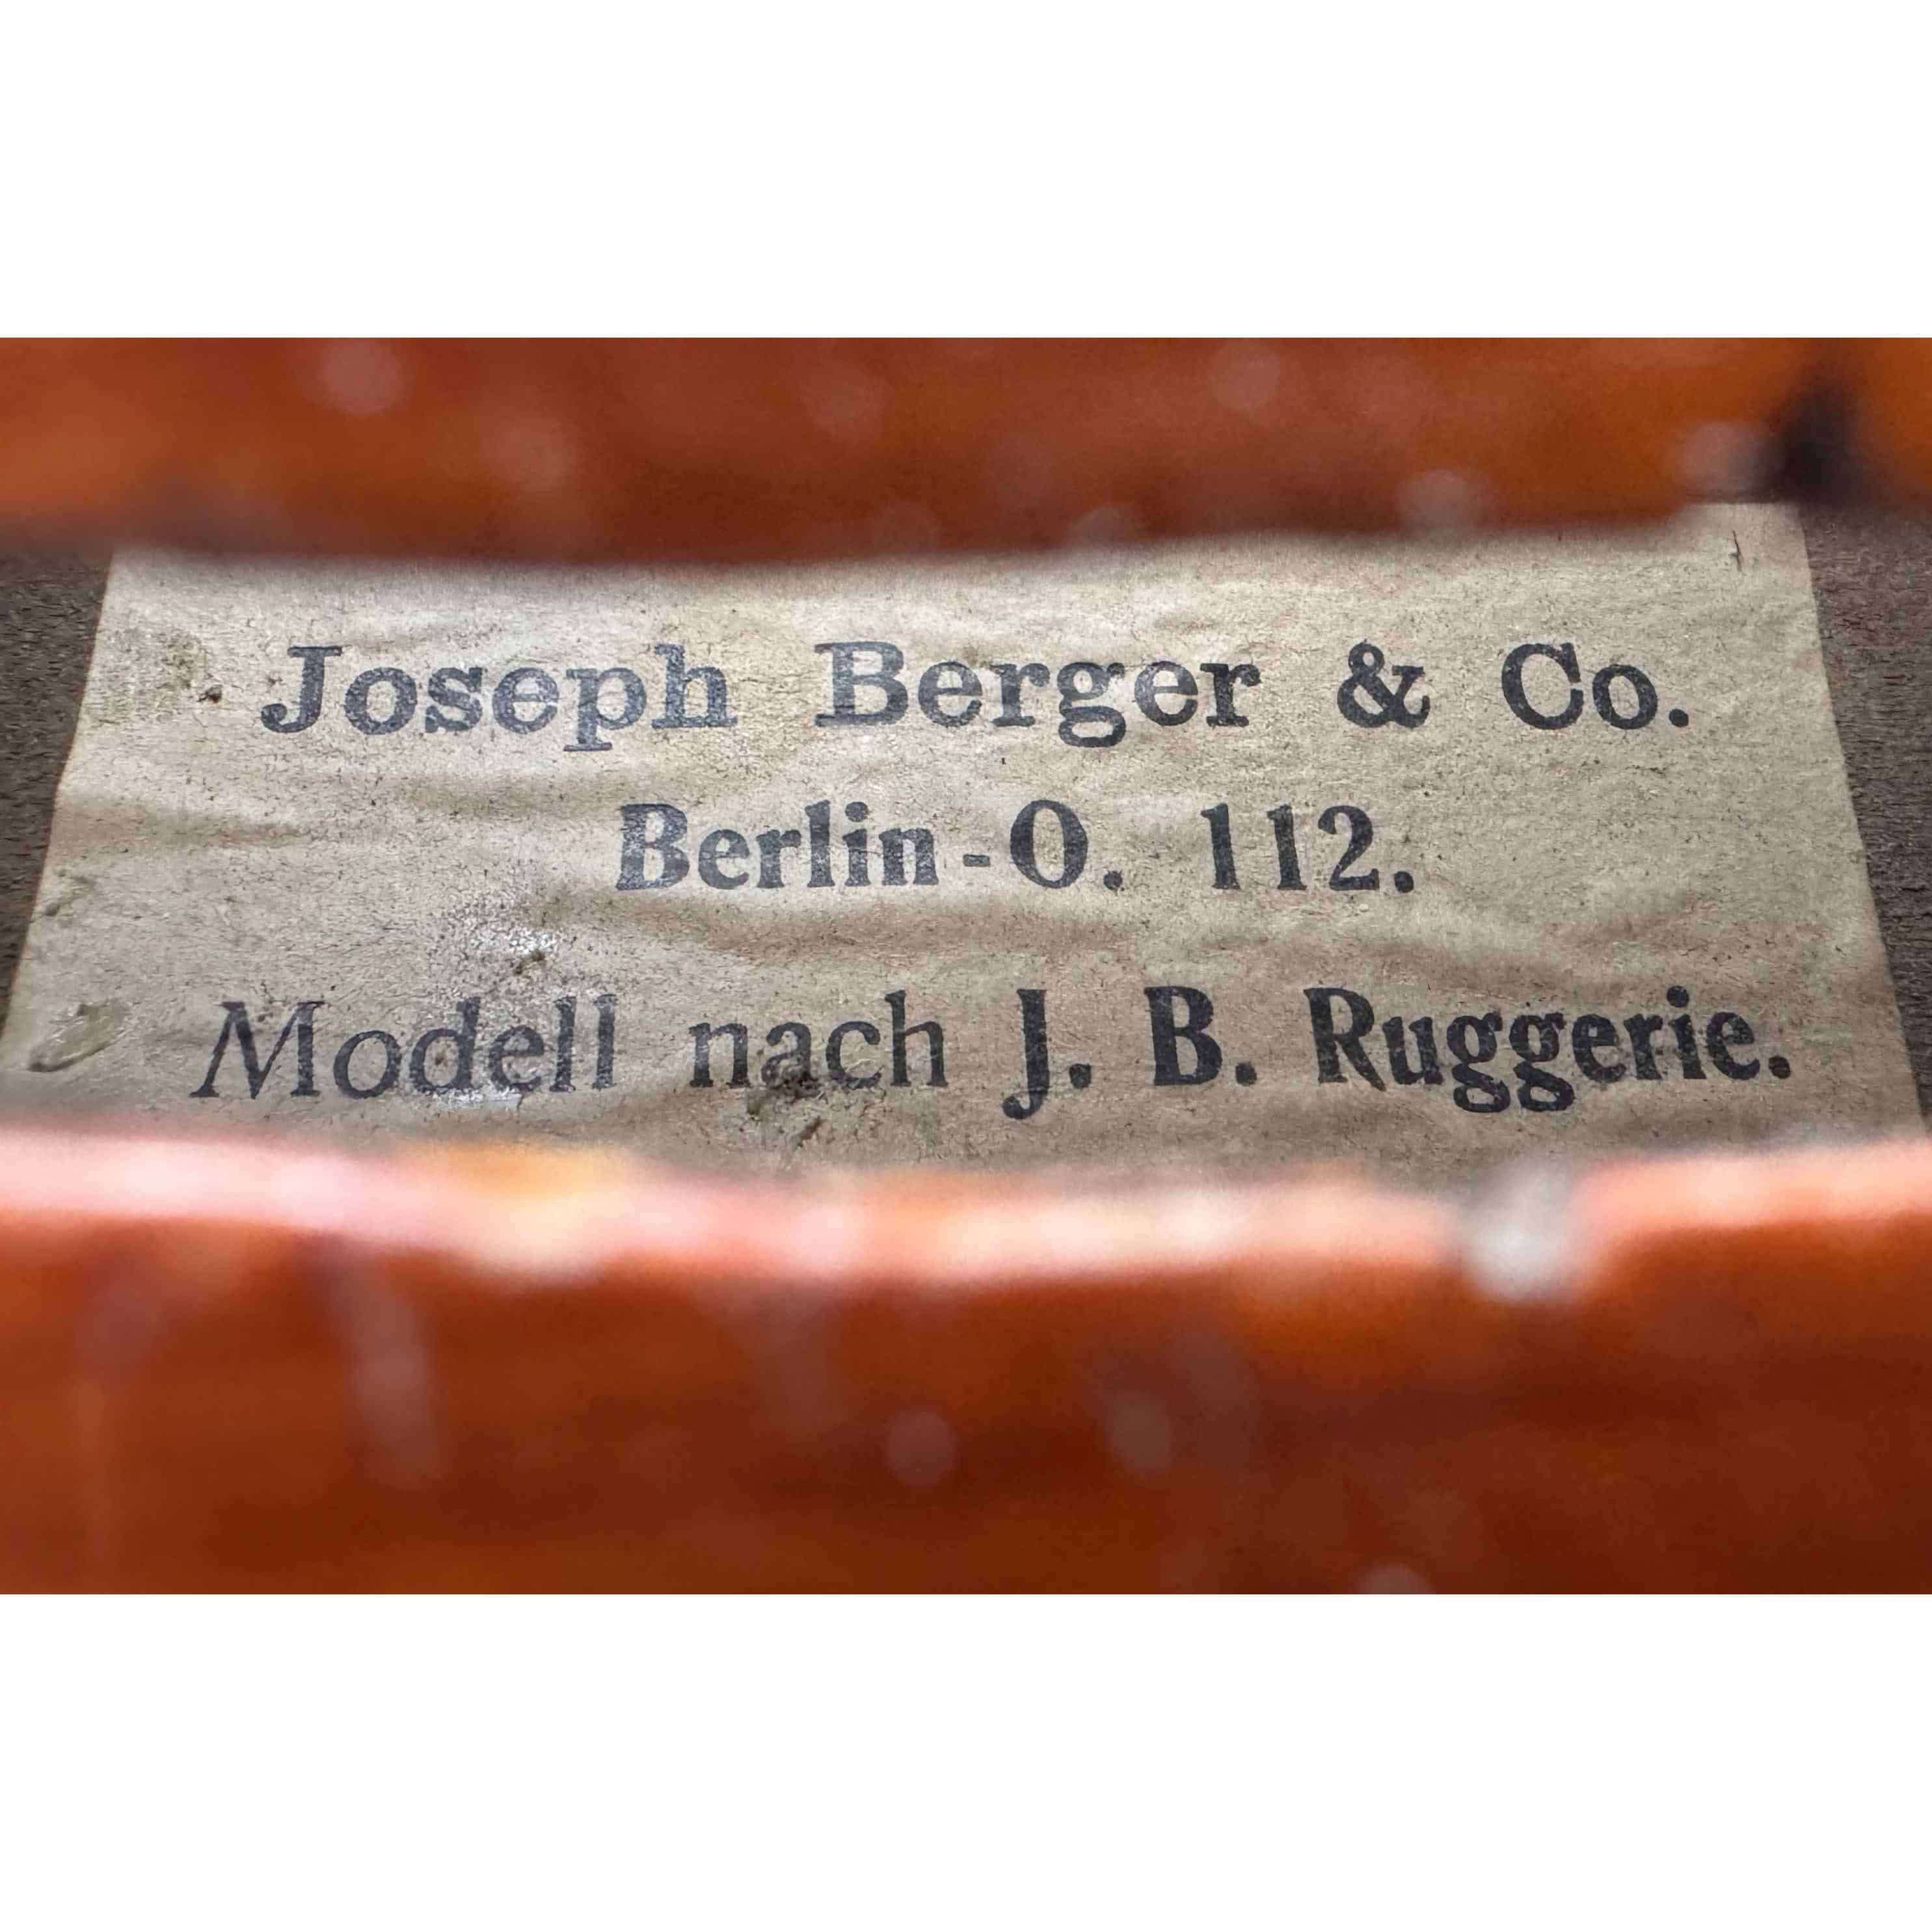 Joseph Berger & Co.
Berlin-O. 112.
Modell nach J. B. Ruggerie.